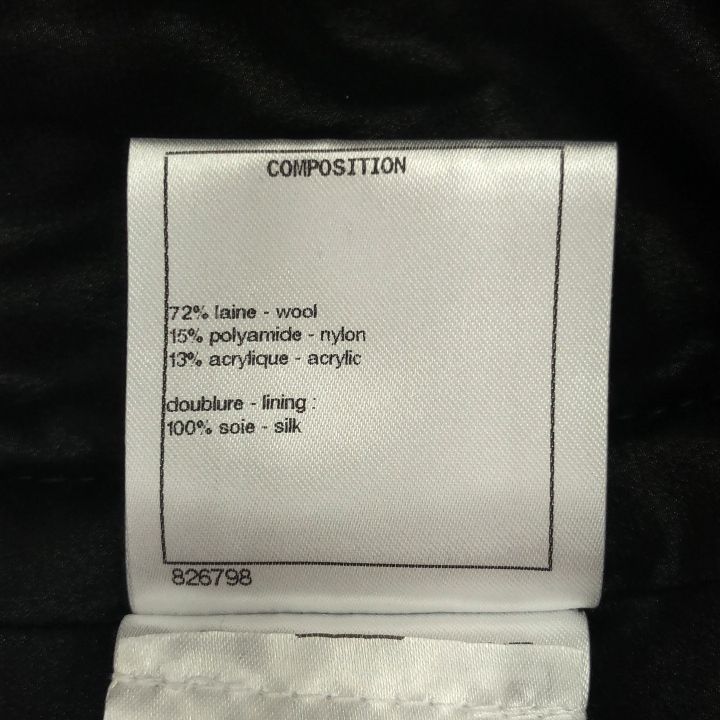 COMPOSITION
72% laine - wool
15% polyamide - nylon
13% acrylique - acrylic
doublure - lining :
100% soie - silk
826798